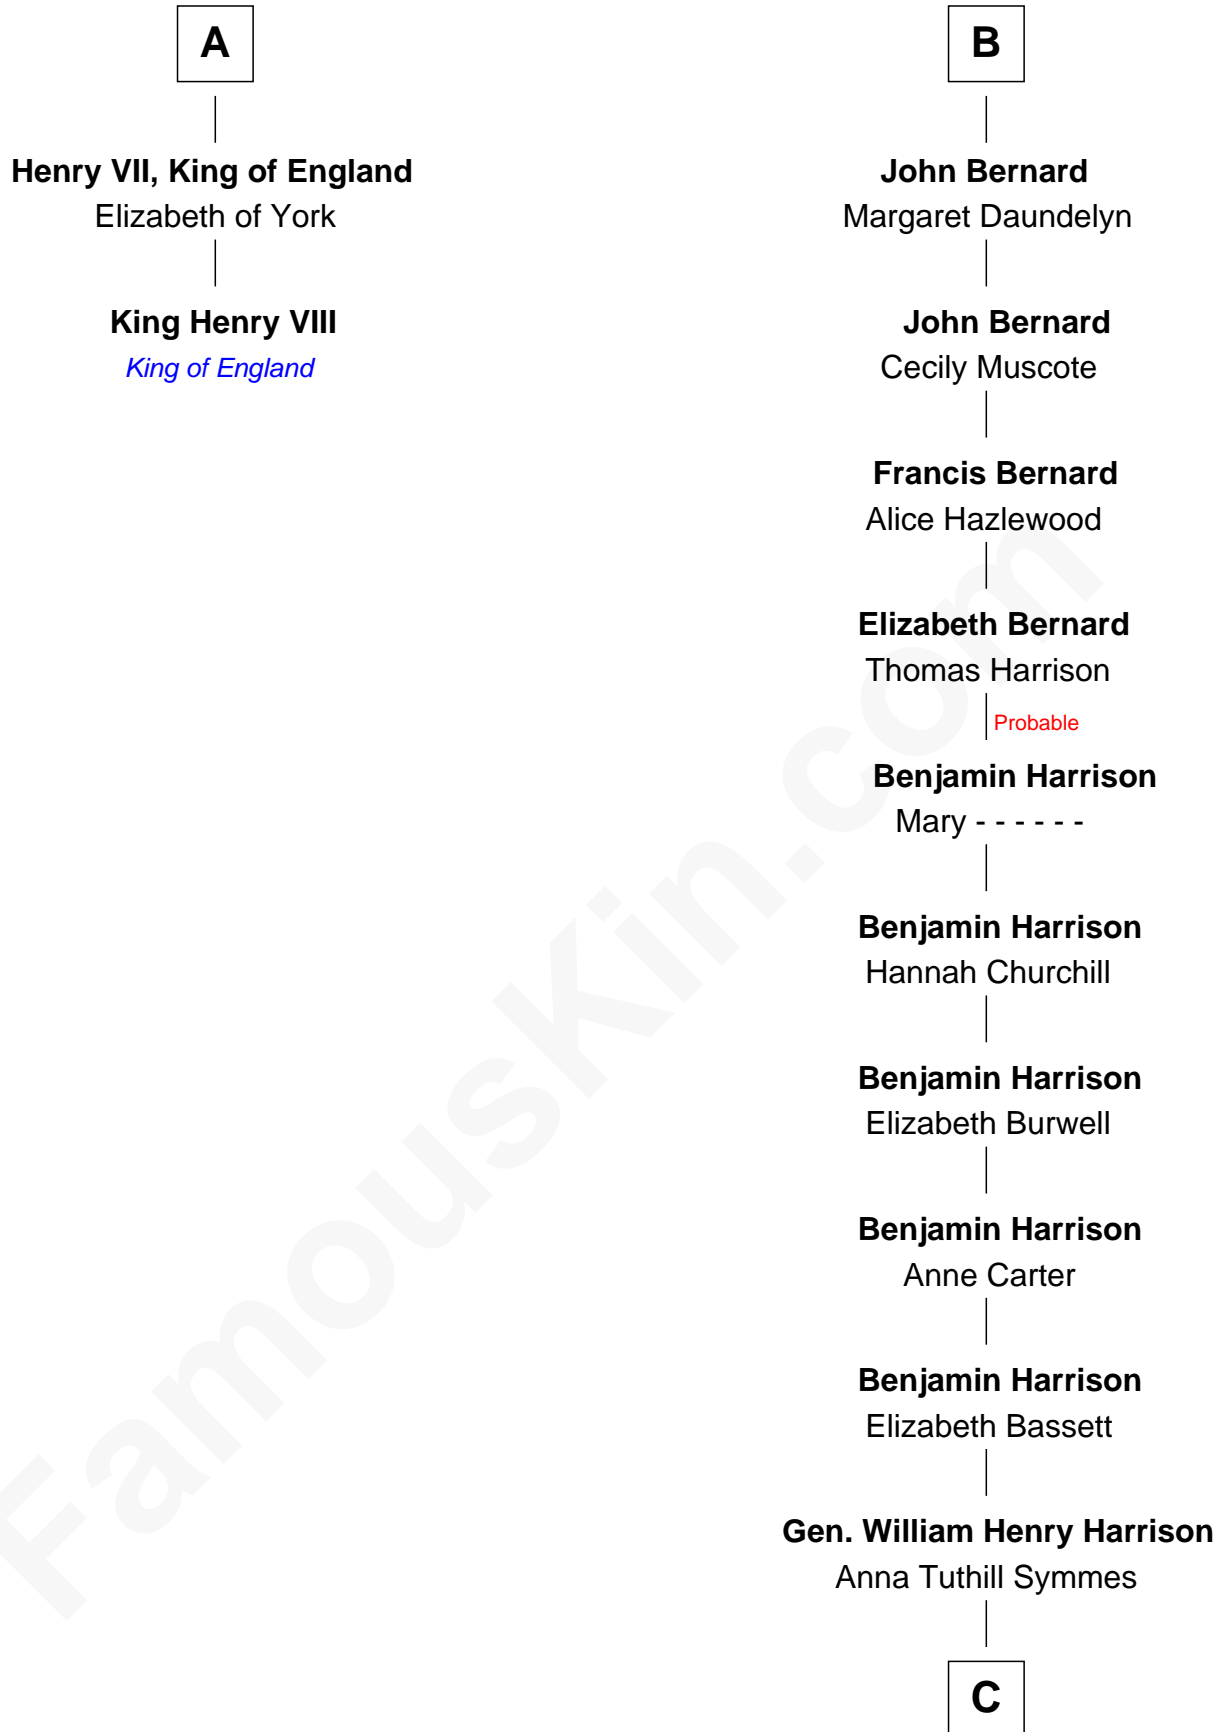 A
Henry VII, King of England
Elizabeth of York
King Henry VIII
King of England
B
John Bernard
Margaret Daundelyn
John Bernard
Cecily Muscote
Francis Bernard
Alice Hazlewood
Elizabeth Bernard
Thomas Harrison
Probable
Benjamin Harrison
Mary - - - - - -
Benjamin Harrison
Hannah Churchill
Benjamin Harrison
Elizabeth Burwell
Benjamin Harrison
Anne Carter
Benjamin Harrison
Elizabeth Bassett
Gen. William Henry Harrison
Anna Tuthill Symmes
C
FamousKin.com